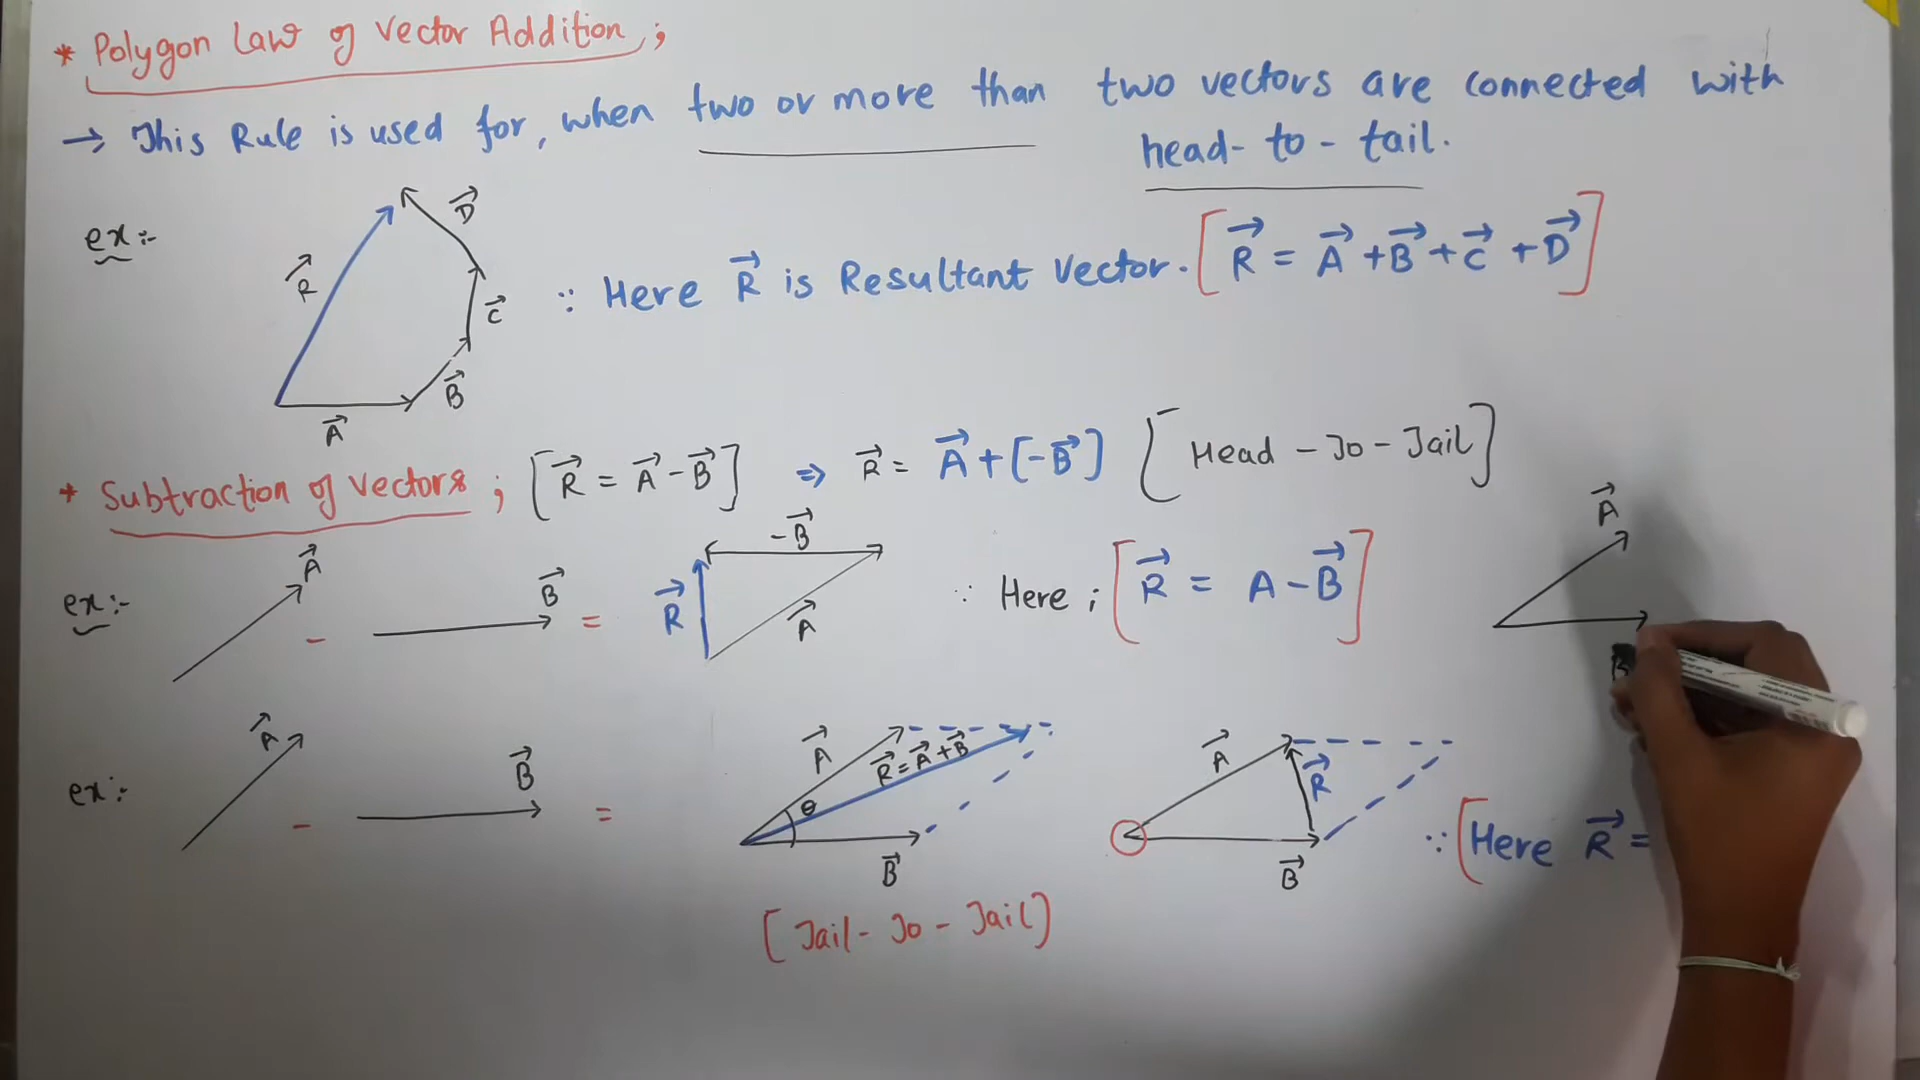 * Polygon Law of Vector Addition ;
→ This Rule is used for, when two or more than two vectors are connected with
head-to-tail.
ex:- R⃗ A⃗ B⃗ C⃗ D⃗
∵ Here R⃗ is Resultant Vector. [R⃗ = A⃗ + B⃗ + C⃗ + D⃗]
* Subtraction of vectors ; [R⃗ = A⃗ - B⃗] ⇒ R⃗ = A⃗ + [-B⃗] [Head-To-Tail]
ex:- A⃗ - B⃗ = R⃗ -B⃗ A⃗ ∵ Here ; [R⃗ = A - B⃗] A⃗ B
ex:- A⃗ - B⃗ = A⃗ R⃗ = A⃗ + B⃗ θ B⃗ A⃗ R⃗ B⃗ ∵ [Here R⃗ =
[Tail-To-Tail]